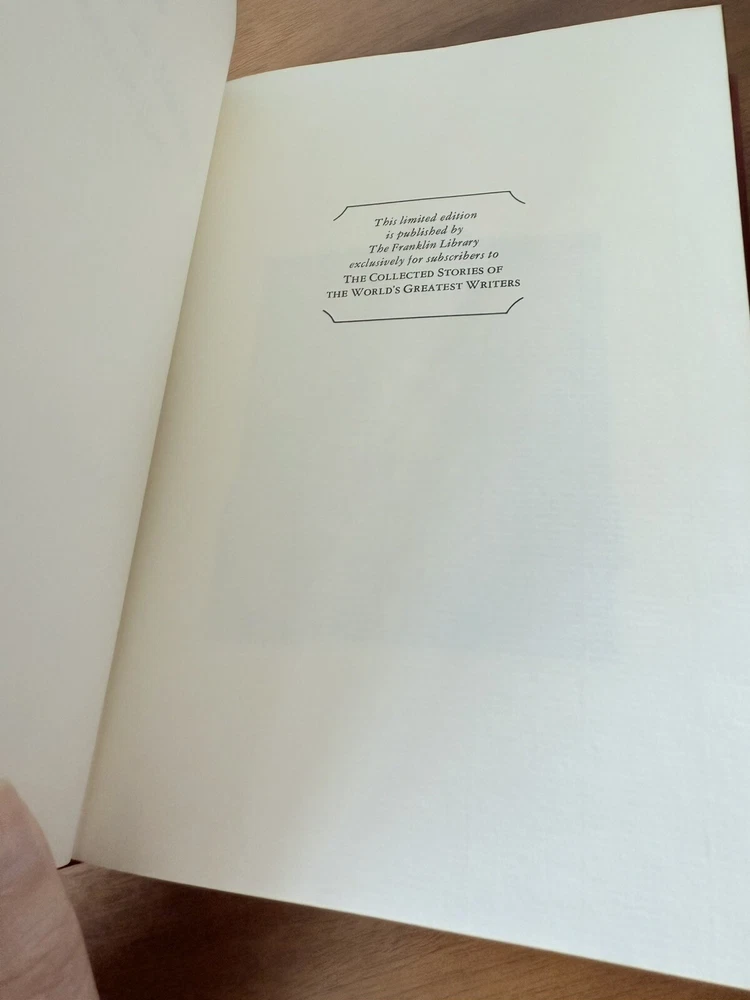 This limited edition
is published by
The Franklin Library
exclusively for subscribers to
THE COLLECTED STORIES OF
THE WORLD'S GREATEST WRITERS